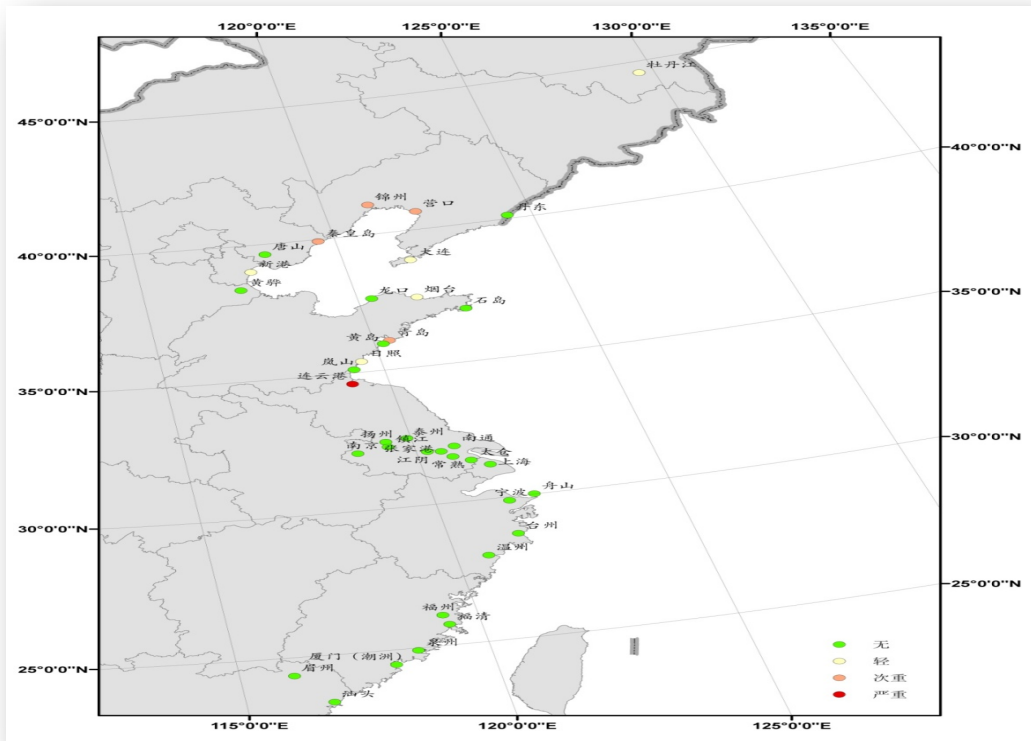 120°0'0"E
125°0'0"E
130°0'0"E
135°0'0"E
牡丹江
45°0'0"N
40°0'0"N
锦州
营口
丹东
秦皇岛
唐山
大连
40°0'0"N
新港
黄骅
龙口
烟台
35°0'0"N
石岛
青岛
黄岛
日照
岚山
连云港
35°0'0"N
扬州
泰州
镇江
南通
30°0'0"N
南京
张家港
太仓
江阴
常熟
上海
宁波
舟山
台州
30°0'0"N
温州
25°0'0"N
福州
福清
泉州
厦门（潮洲）
眉州
25°0'0"N
汕头
无
轻
次重
严重
115°0'0"E
120°0'0"E
125°0'0"E